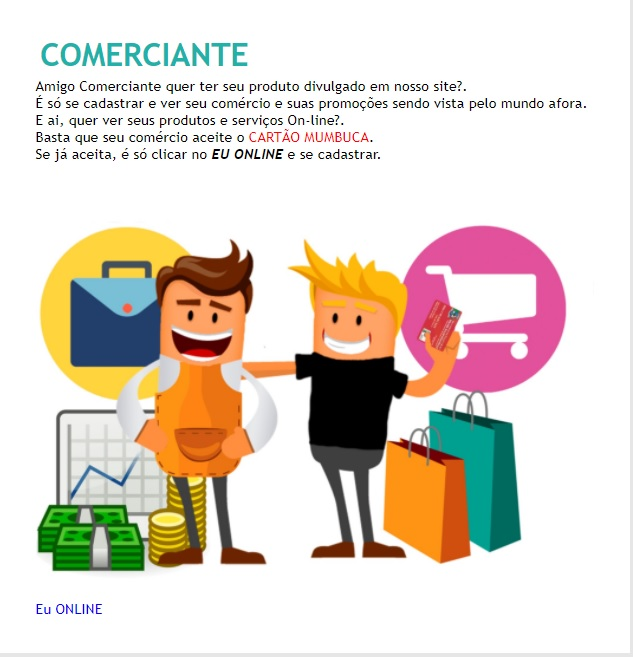 COMERCIANTE
Amigo Comerciante quer ter seu produto divulgado em nosso site?.
É só se cadastrar e ver seu comércio e suas promoções sendo vista pelo mundo afora.
E ai, quer ver seus produtos e serviços On-line?.
Basta que seu comércio aceite o CARTÃO MUMBUCA.
Se já aceita, é só clicar no EU ONLINE e se cadastrar.
Eu ONLINE